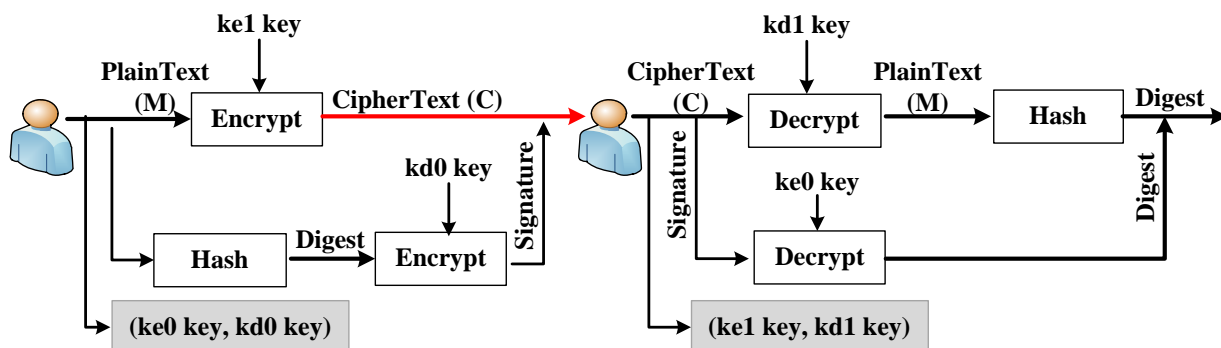 ke1 key
PlainText
(M)
Encrypt
CipherText (C)
kd0 key
Hash
Digest
Encrypt
Signature
(ke0 key, kd0 key)
kd1 key
CipherText
(C)
Decrypt
PlainText
(M)
Hash
Digest
Signature
ke0 key
Decrypt
Digest
(ke1 key, kd1 key)